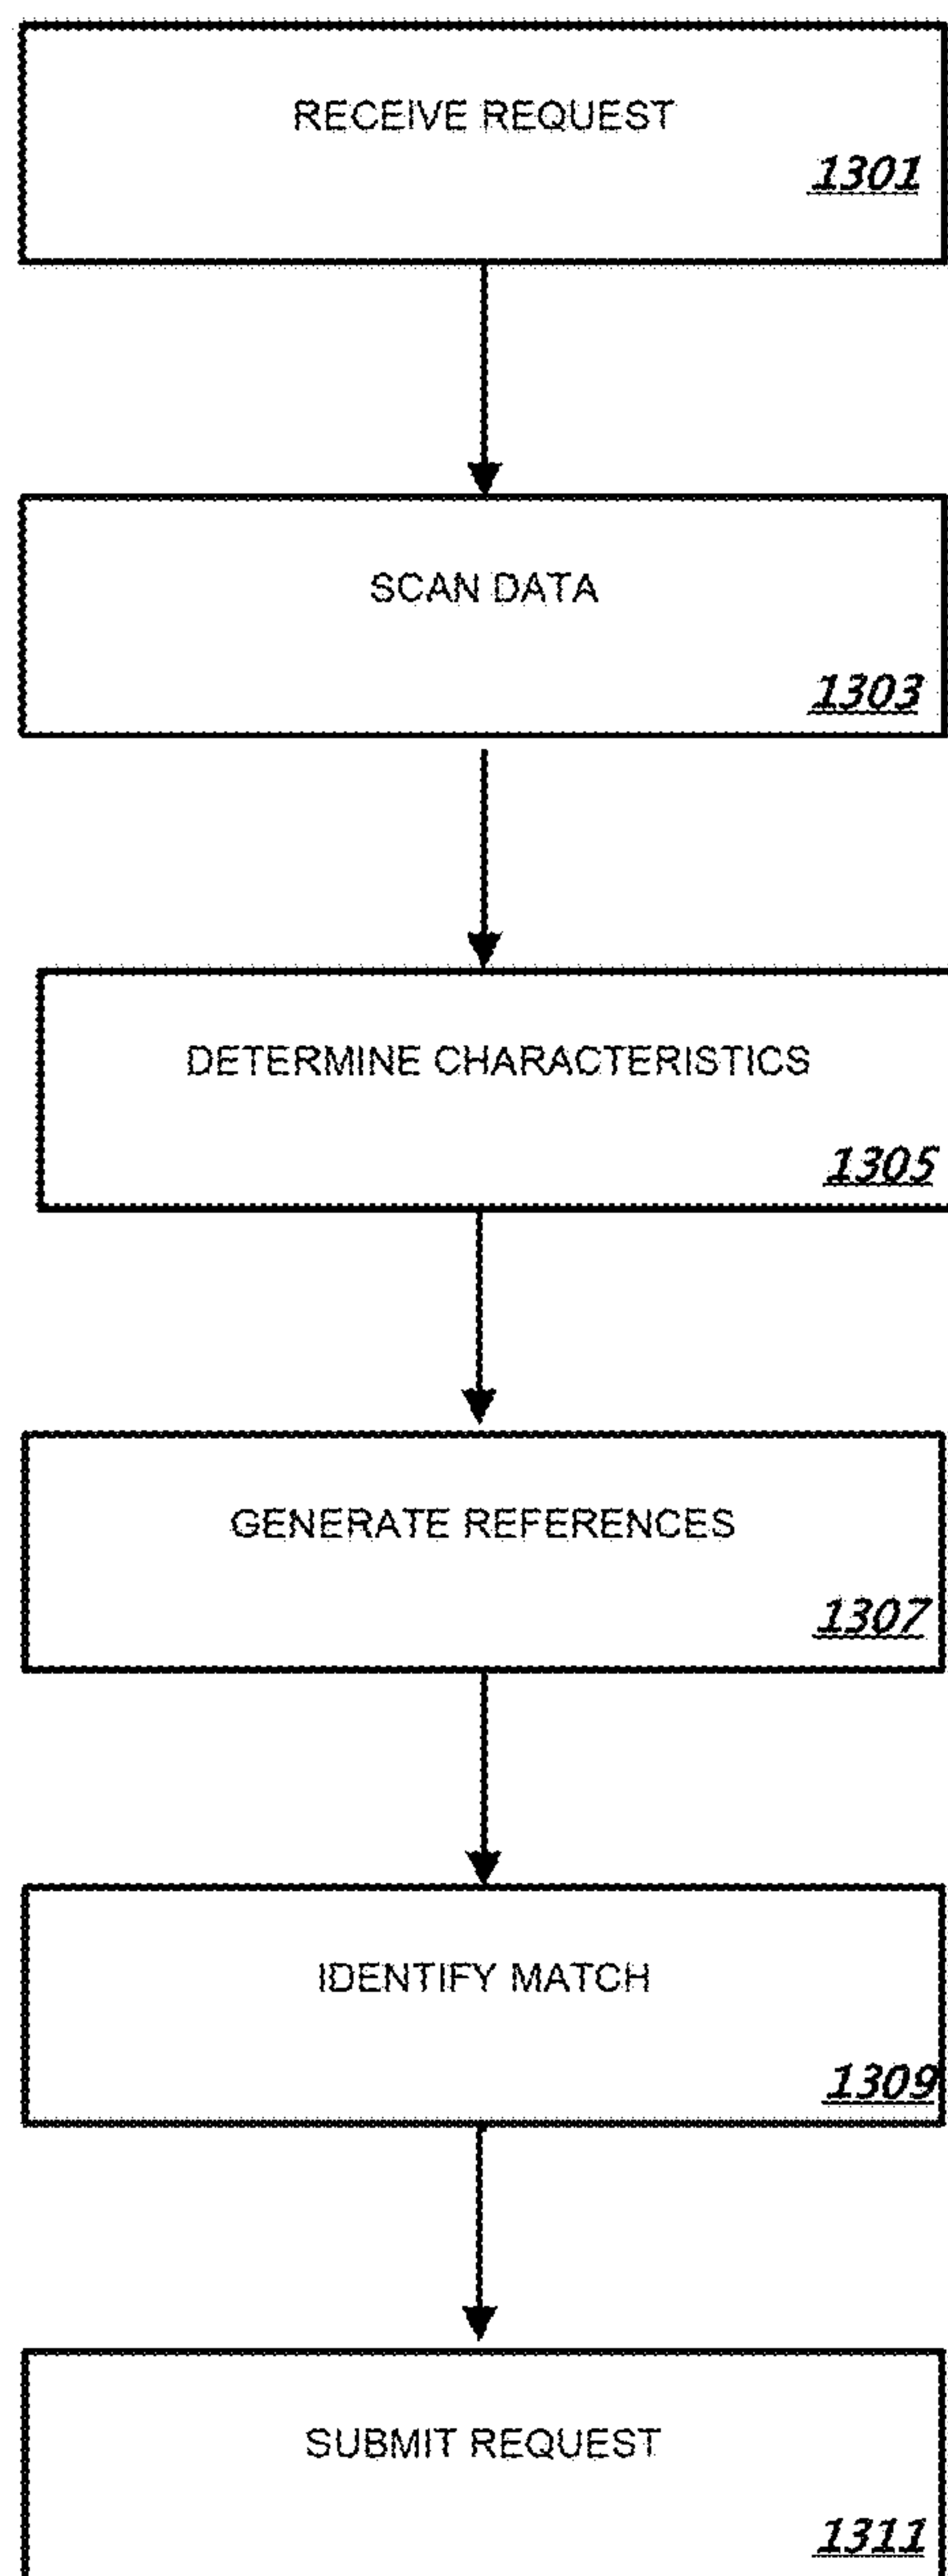 RECEIVE REQUEST
1301
SCAN DATA
1303
DETERMINE CHARACTERISTICS
1305
GENERATE REFERENCES
1307
IDENTIFY MATCH
1309
SUBMIT REQUEST
1311